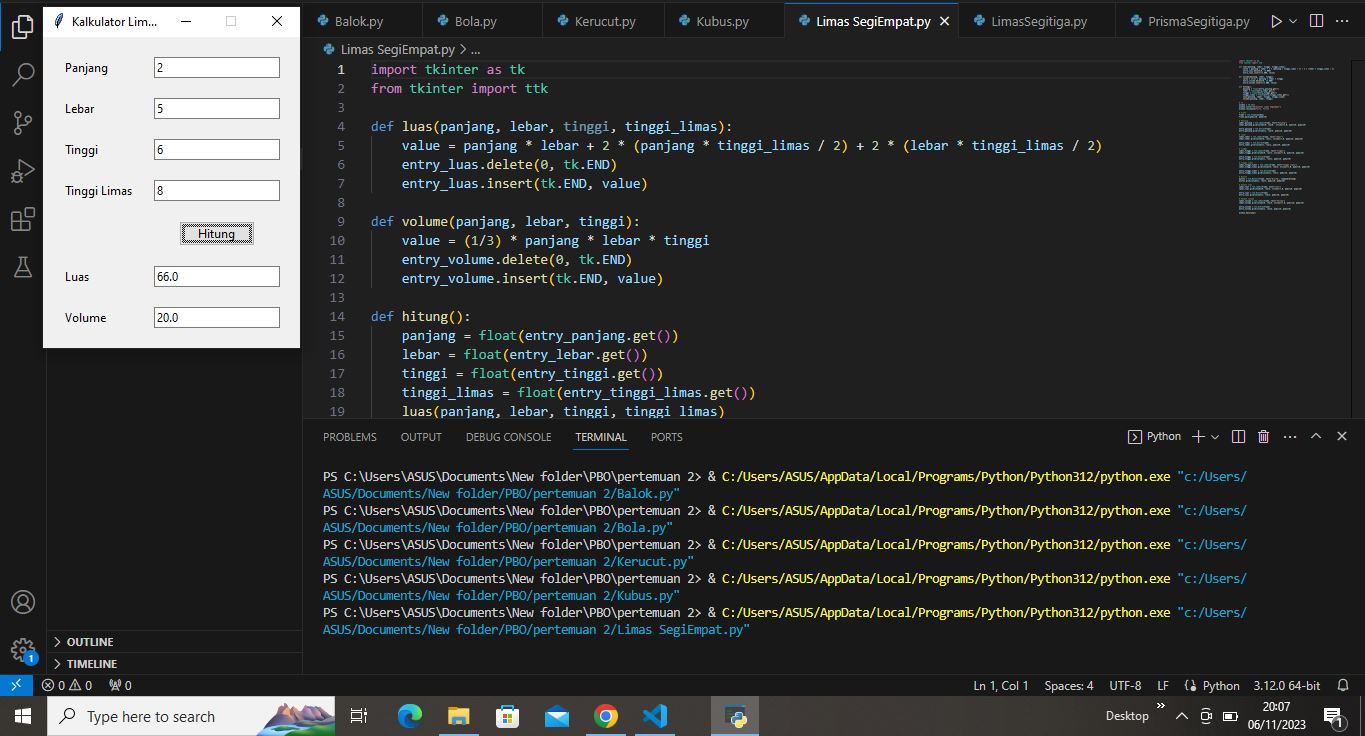 Kalkulator Lim...
Panjang
2
Lebar
5
Tinggi
6
Tinggi Limas
8
Hitung
Luas
66.0
Volume
20.0
Balok.py
Bola.py
Kerucut.py
Kubus.py
Limas SegiEmpat.py
LimasSegitiga.py
PrismaSegitiga.py
Limas SegiEmpat.py > ...
1 import tkinter as tk
2 from tkinter import ttk
3
4 def luas(panjang, lebar, tinggi, tinggi_limas):
5 value = panjang * lebar + 2 * (panjang * tinggi_limas / 2) + 2 * (lebar * tinggi_limas / 2)
6 entry_luas.delete(0, tk.END)
7 entry_luas.insert(tk.END, value)
8
9 def volume(panjang, lebar, tinggi):
10 value = (1/3) * panjang * lebar * tinggi
11 entry_volume.delete(0, tk.END)
12 entry_volume.insert(tk.END, value)
13
14 def hitung():
15 panjang = float(entry_panjang.get())
16 lebar = float(entry_lebar.get())
17 tinggi = float(entry_tinggi.get())
18 tinggi_limas = float(entry_tinggi_limas.get())
19 luas(panjang, lebar, tinggi, tinggi_limas)
PROBLEMS OUTPUT DEBUG CONSOLE TERMINAL PORTS
Python
PS C:\Users\ASUS\Documents\New folder\PBO\pertemuan 2> & C:/Users/ASUS/AppData/Local/Programs/Python/Python312/python.exe "c:/Users/
ASUS/Documents/New folder/PBO/pertemuan 2/Balok.py"
PS C:\Users\ASUS\Documents\New folder\PBO\pertemuan 2> & C:/Users/ASUS/AppData/Local/Programs/Python/Python312/python.exe "c:/Users/
ASUS/Documents/New folder/PBO/pertemuan 2/Bola.py"
PS C:\Users\ASUS\Documents\New folder\PBO\pertemuan 2> & C:/Users/ASUS/AppData/Local/Programs/Python/Python312/python.exe "c:/Users/
ASUS/Documents/New folder/PBO/pertemuan 2/Kerucut.py"
PS C:\Users\ASUS\Documents\New folder\PBO\pertemuan 2> & C:/Users/ASUS/AppData/Local/Programs/Python/Python312/python.exe "c:/Users/
ASUS/Documents/New folder/PBO/pertemuan 2/Kubus.py"
PS C:\Users\ASUS\Documents\New folder\PBO\pertemuan 2> & C:/Users/ASUS/AppData/Local/Programs/Python/Python312/python.exe "c:/Users/
ASUS/Documents/New folder/PBO/pertemuan 2/Limas SegiEmpat.py"
OUTLINE
TIMELINE
1
0 0 0
Ln 1, Col 1 Spaces: 4 UTF-8 LF Python 3.12.0 64-bit
Type here to search
Desktop
20:07
06/11/2023
1